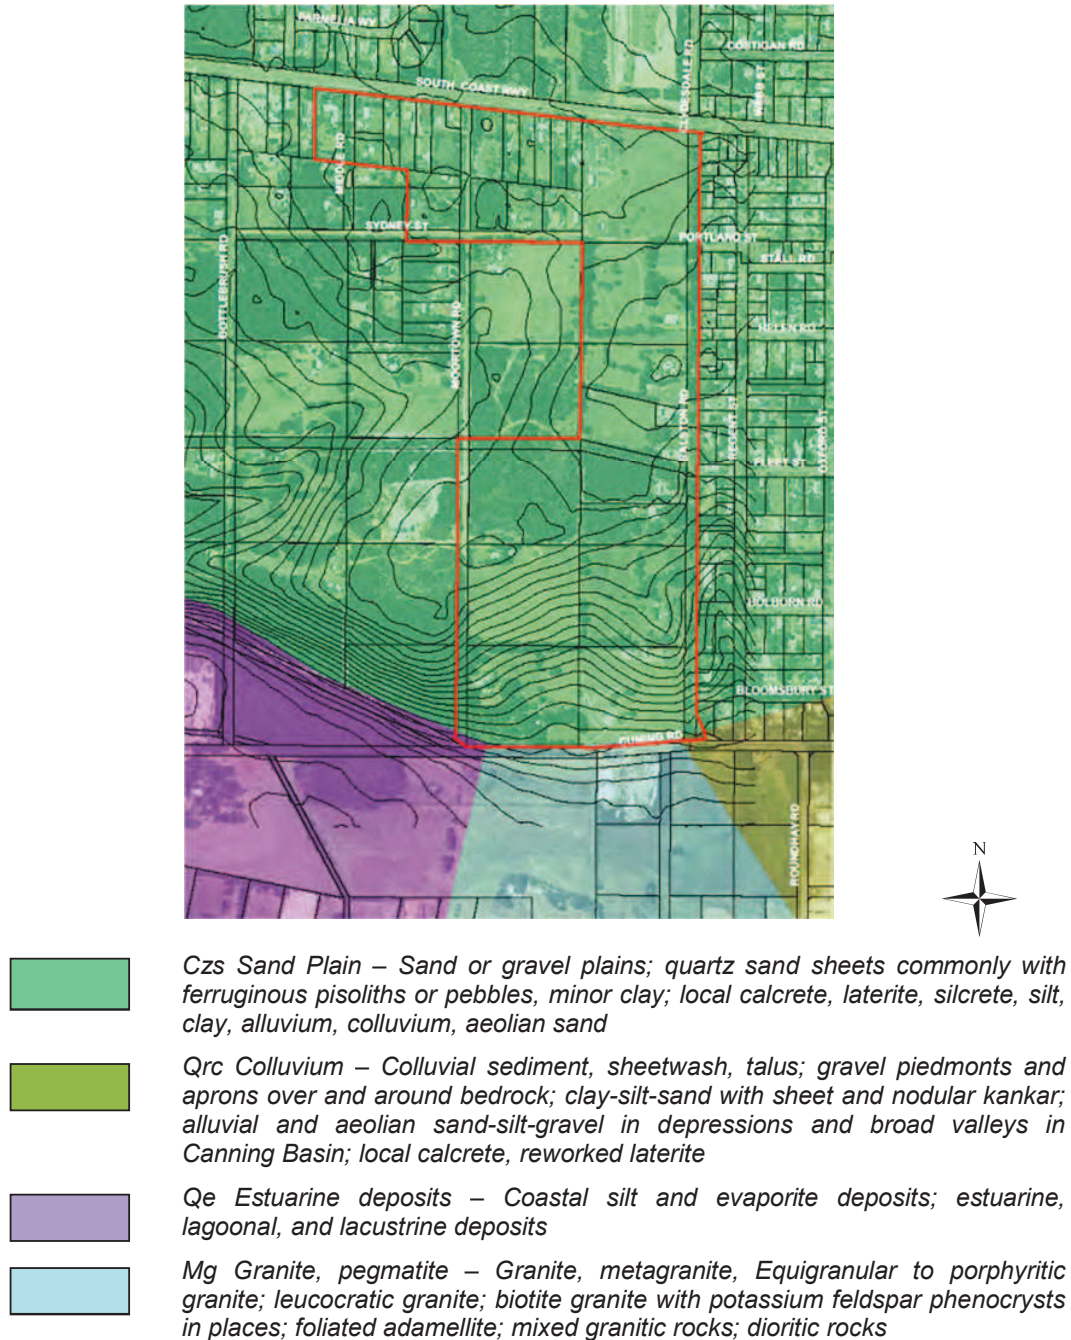 PARMELIA WY
COSTIGAN RD
SOUTH COAST HWY
CLYDESDALE RD
WEBB ST
MIDDLE RD
SYDNEY ST
PORTLAND ST
STALL RD
BOTTLEBRUSH RD
MOORTOWN RD
HELEN RD
BALSTON RD
REGENT ST
OXFORD ST
FLEET ST
HOLBORN RD
BLOOMSBURY ST
CUMING RD
ROUNDHAY RD
N
Czs Sand Plain – Sand or gravel plains; quartz sand sheets commonly with
ferruginous pisoliths or pebbles, minor clay; local calcrete, laterite, silcrete, silt,
clay, alluvium, colluvium, aeolian sand
Qrc Colluvium – Colluvial sediment, sheetwash, talus; gravel piedmonts and
aprons over and around bedrock; clay-silt-sand with sheet and nodular kankar;
alluvial and aeolian sand-silt-gravel in depressions and broad valleys in
Canning Basin; local calcrete, reworked laterite
Qe Estuarine deposits – Coastal silt and evaporite deposits; estuarine,
lagoonal, and lacustrine deposits
Mg Granite, pegmatite – Granite, metagranite, Equigranular to porphyritic
granite; leucocratic granite; biotite granite with potassium feldspar phenocrysts
in places; foliated adamellite; mixed granitic rocks; dioritic rocks